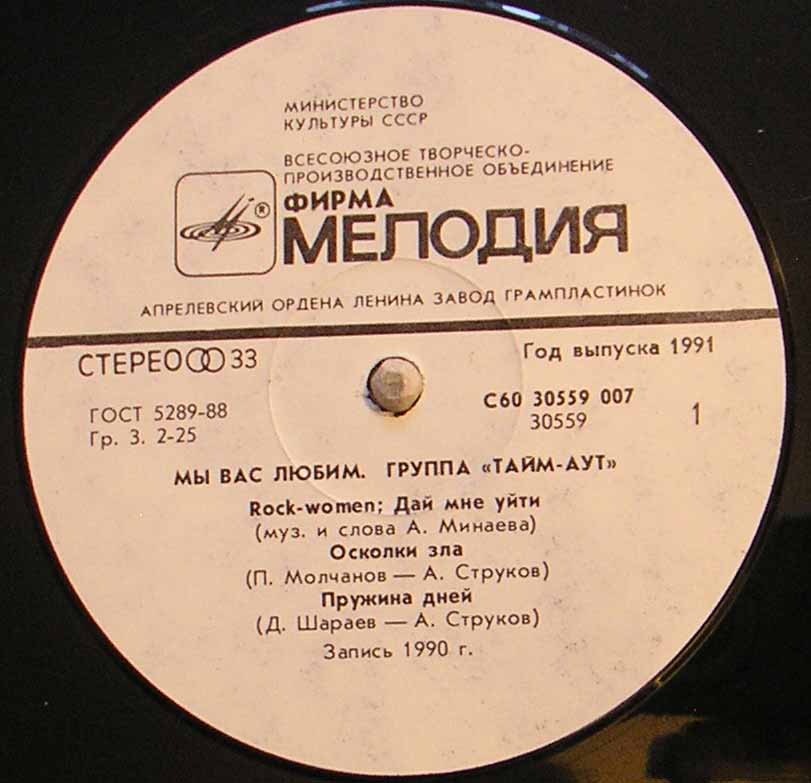 МИНИСТЕРСТВО
КУЛЬТУРЫ СССР
ВСЕСОЮЗНОЕ ТВОРЧЕСКО-
ПРОИЗВОДСТВЕННОЕ ОБЪЕДИНЕНИЕ
ФИРМА
®
МЕЛОДИЯ
АПРЕЛЕВСКИЙ ОРДЕНА ЛЕНИНА ЗАВОД ГРАМПЛАСТИНОК
СТЕРЕО 33
Год выпуска 1991
ГОСТ 5289-88
Гр. 3. 2-25
С60 30559 007
30559
1
МЫ ВАС ЛЮБИМ. ГРУППА «ТАЙМ-АУТ»
Rock-women; Дай мне уйти
(муз. и слова А. Минаева)
Осколки зла
(П. Молчанов — А. Струков)
Пружина дней
(Д. Шараев — А. Струков)
Запись 1990 г.